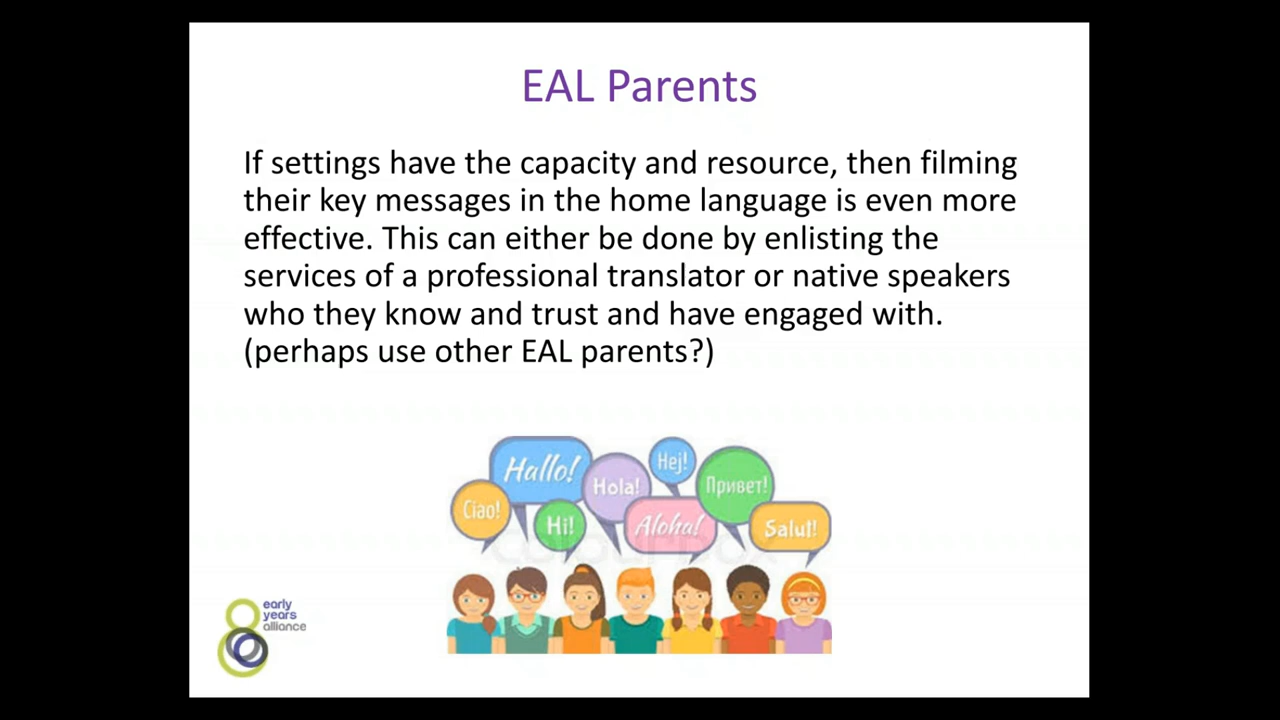 EAL Parents
If settings have the capacity and resource, then filming
their key messages in the home language is even more
effective. This can either be done by enlisting the
services of a professional translator or native speakers
who they know and trust and have engaged with.
(perhaps use other EAL parents?)
Hallo!
Hej!
Hola!
Привет!
Ciao!
Hi!
Aloha!
Salut!
colourbox
early
years
alliance